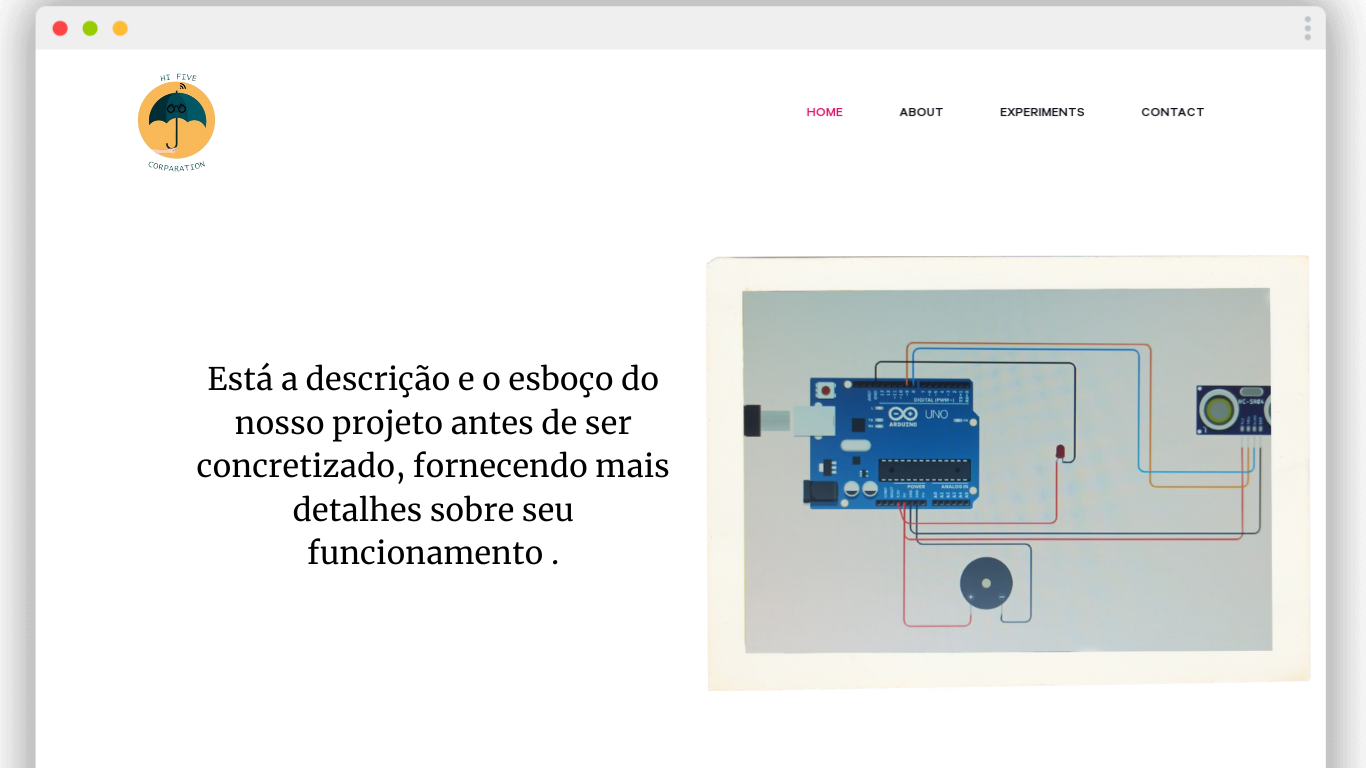 HI FIVE
CORPARATION
HOME
ABOUT
EXPERIMENTS
CONTACT
Está a descrição e o esboço do
nosso projeto antes de ser
concretizado, fornecendo mais
detalhes sobre seu
funcionamento .
DIGITAL (PWM~)
UNO
ARDUINO
POWER
ANALOG IN
HC-SR04